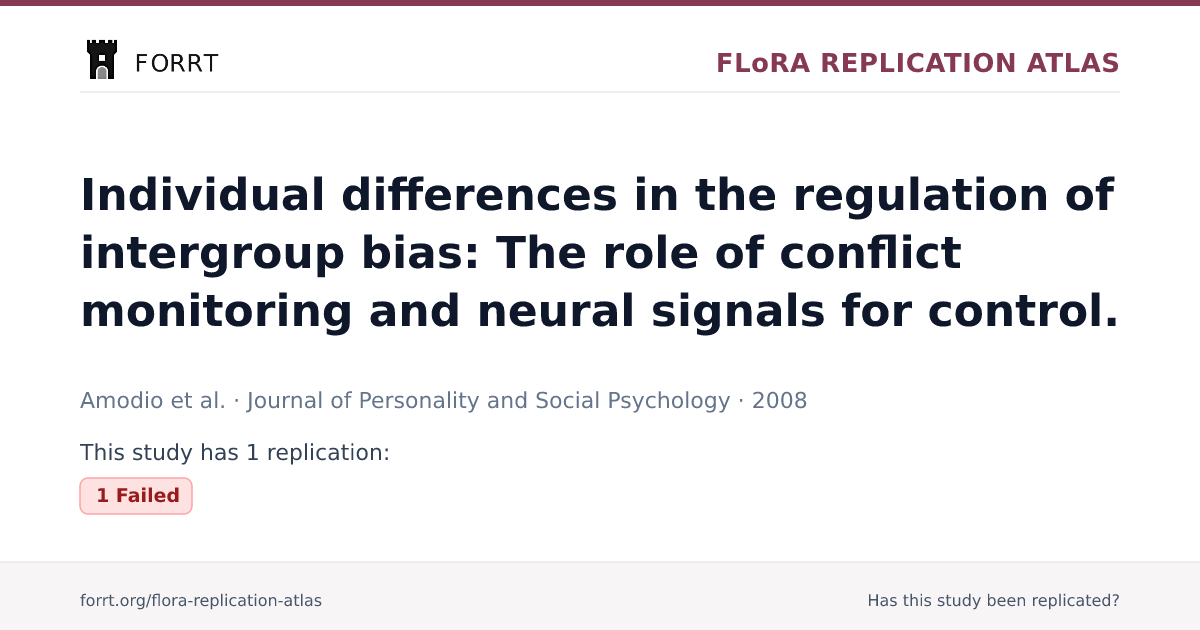 FORRT
FLoRA REPLICATION ATLAS
Individual differences in the regulation of
intergroup bias: The role of conflict
monitoring and neural signals for control.
Amodio et al. · Journal of Personality and Social Psychology · 2008
This study has 1 replication:
1 Failed
forrt.org/flora-replication-atlas
Has this study been replicated?